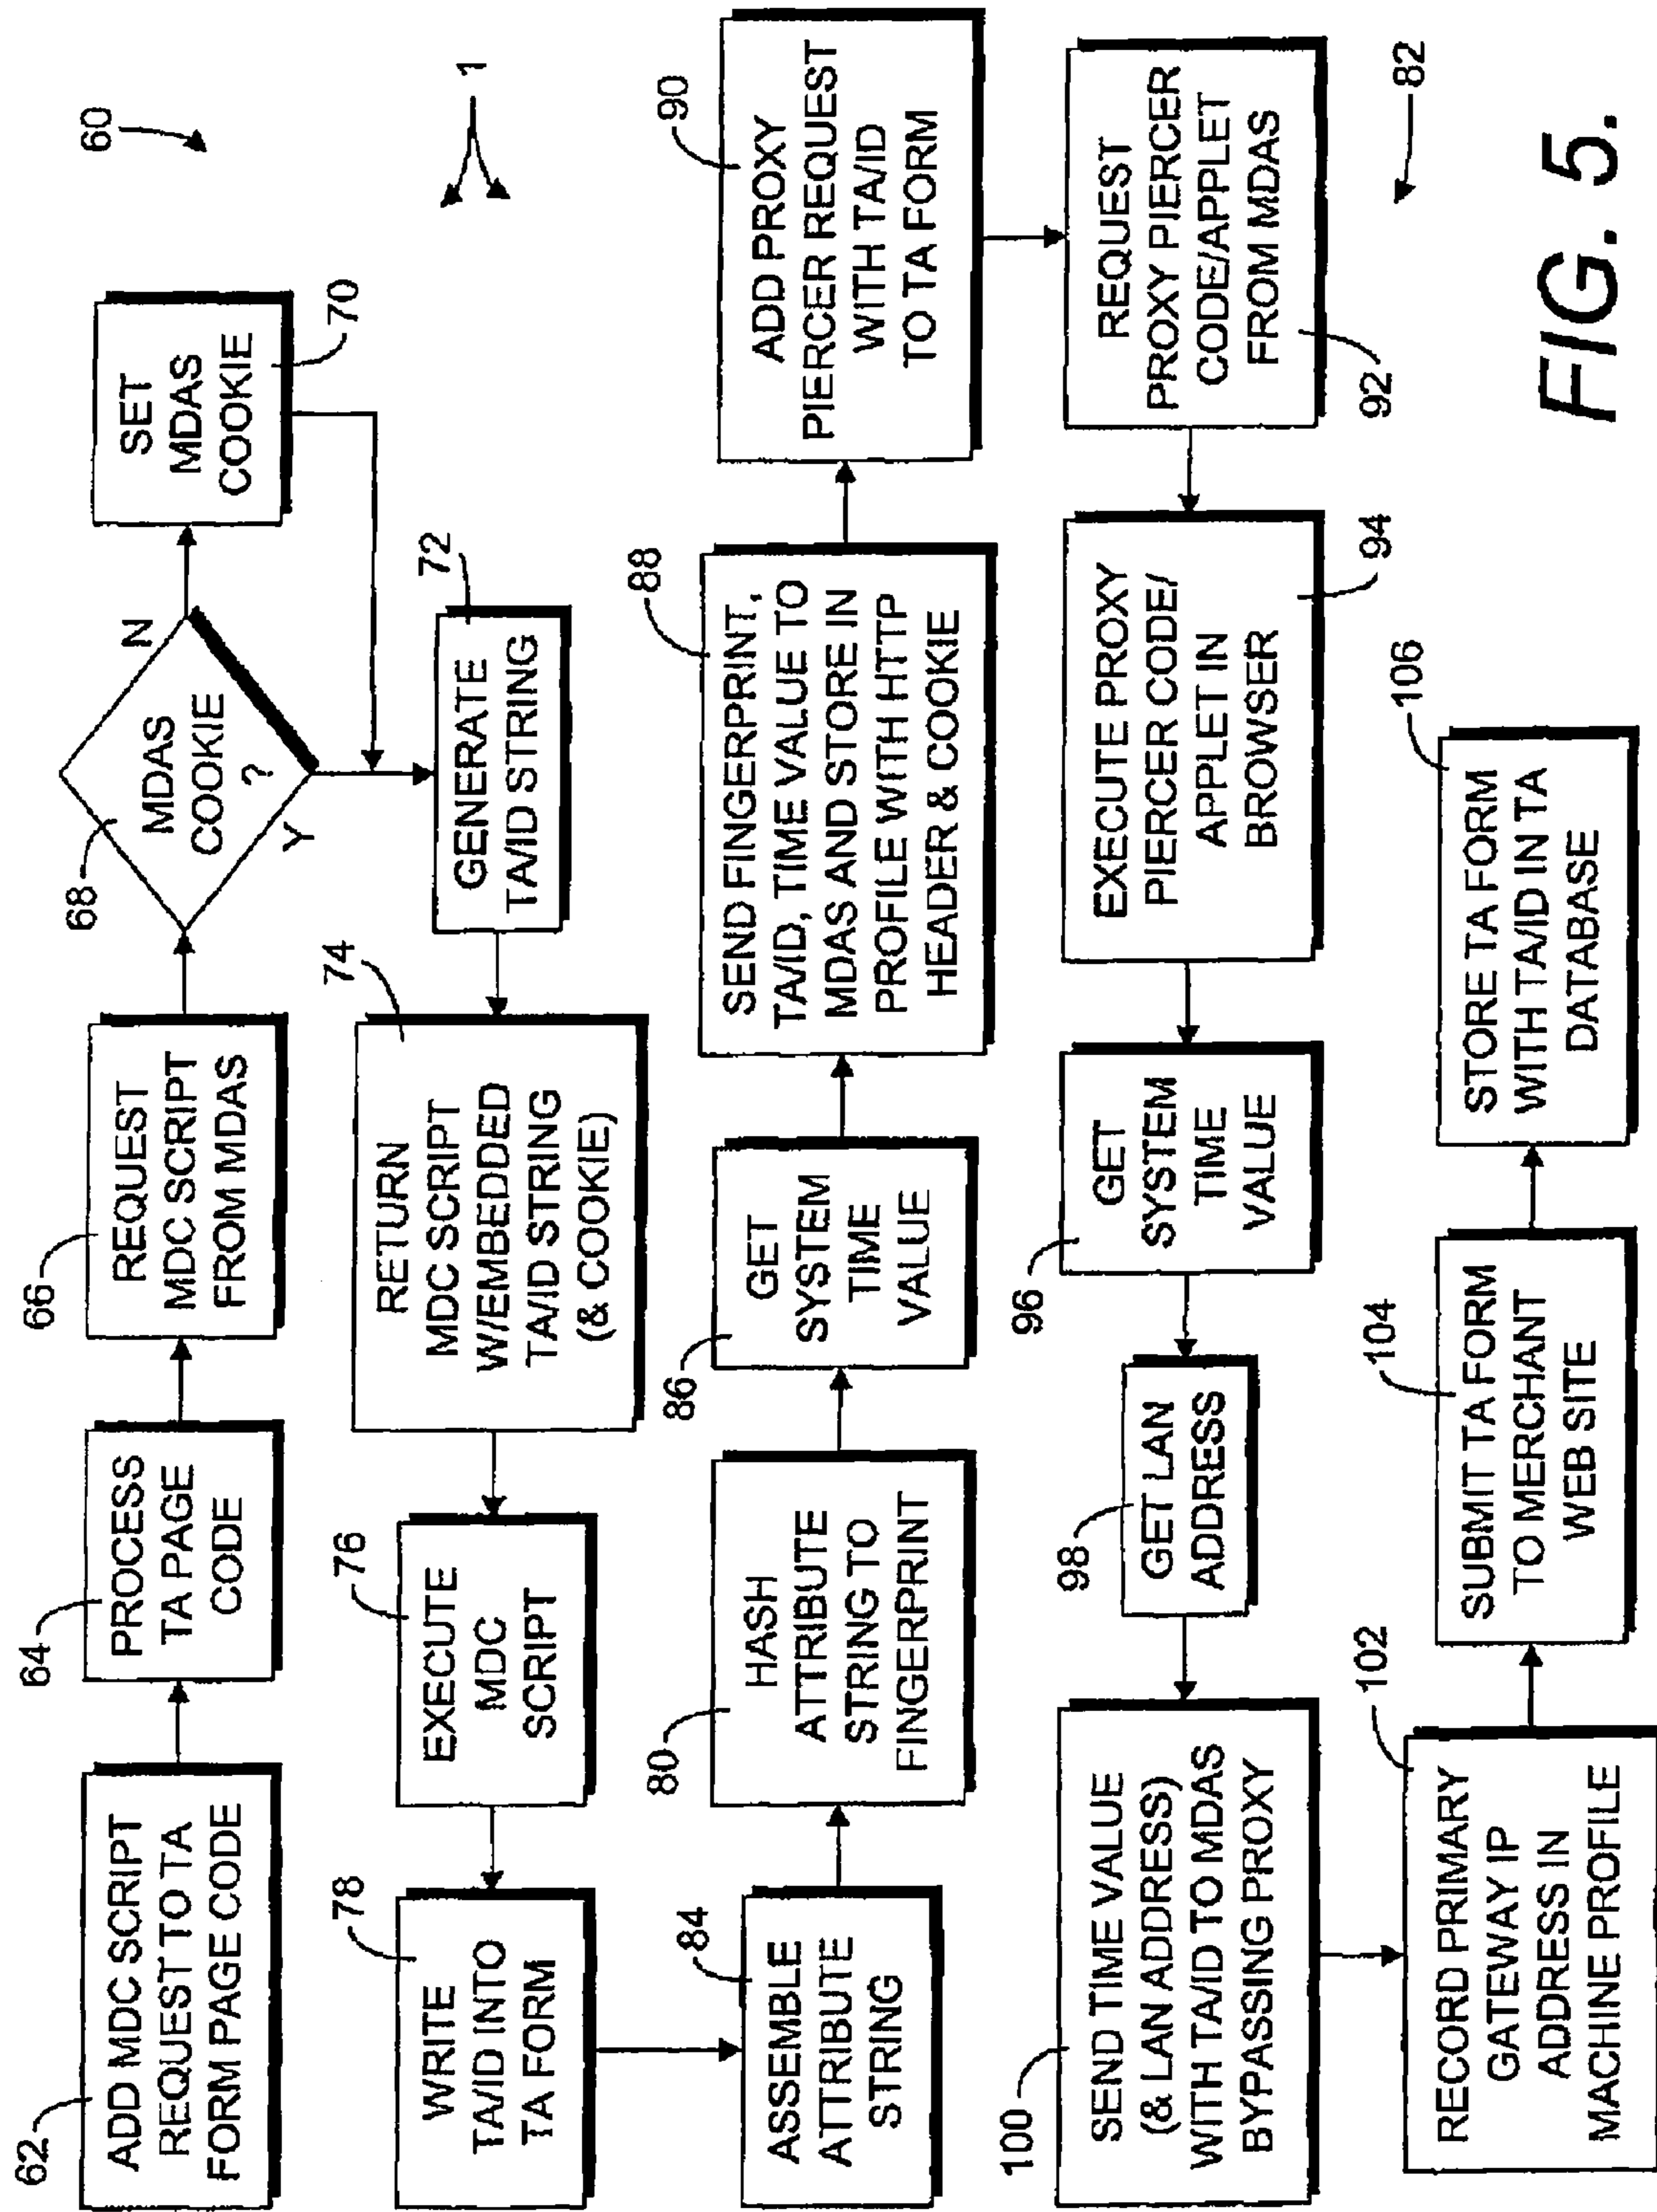 60
1
62
ADD MDC SCRIPT
REQUEST TO TA
FORM PAGE CODE
64
PROCESS
TA PAGE
CODE
66
REQUEST
MDC SCRIPT
FROM MDAS
68
MDAS
COOKIE
?
N
Y
SET
MDAS
COOKIE
70
72
GENERATE
TA/ID STRING
74
RETURN
MDC SCRIPT
W/EMBEDDED
TA/ID STRING
(& COOKIE)
76
EXECUTE
MDC
SCRIPT
78
WRITE
TA/ID INTO
TA FORM
84
ASSEMBLE
ATTRIBUTE
STRING
80
HASH
ATTRIBUTE
STRING TO
FINGERPRINT
86
GET
SYSTEM
TIME
VALUE
88
SEND FINGERPRINT,
TA/ID, TIME VALUE TO
MDAS AND STORE IN
PROFILE WITH HTTP
HEADER & COOKIE
90
ADD PROXY
PIERCER REQUEST
WITH TA/ID
TO TA FORM
REQUEST
PROXY PIERCER
CODE/APPLET
FROM MDAS
92
82
EXECUTE PROXY
PIERCER CODE/
APPLET IN
BROWSER
94
96
GET
SYSTEM
TIME
VALUE
98
GET LAN
ADDRESS
100
SEND TIME VALUE
(& LAN ADDRESS)
WITH TA/ID TO MDAS
BYPASSING PROXY
102
RECORD PRIMARY
GATEWAY IP
ADDRESS IN
MACHINE PROFILE
104
SUBMIT TA FORM
TO MERCHANT
WEB SITE
106
STORE TA FORM
WITH TA/ID IN TA
DATABASE
FIG. 5.